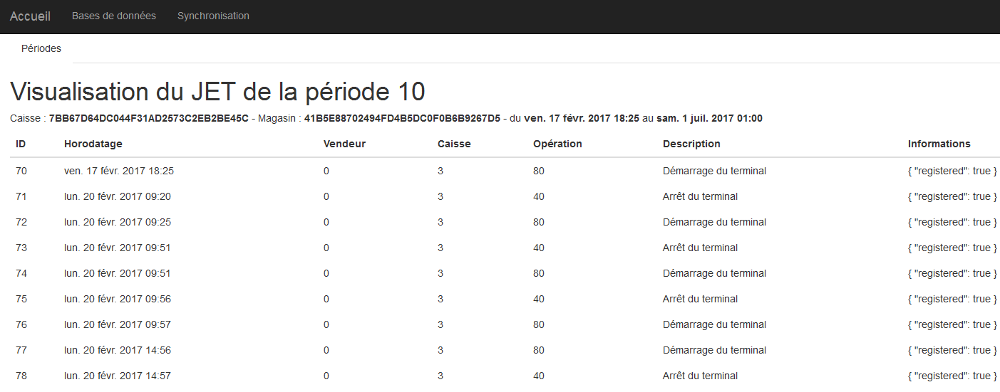 Accueil Bases de données Synchronisation
Périodes
Visualisation du JET de la période 10
Caisse : 7BB67D64DC044F31AD2573C2EB2BE45C - Magasin : 41B5E88702494FD4B5DC0F0B6B9267D5 - du ven. 17 févr. 2017 18:25 au sam. 1 juil. 2017 01:00
ID Horodatage Vendeur Caisse Opération Description Informations
70 ven. 17 févr. 2017 18:25 0 3 80 Démarrage du terminal { "registered": true }
71 lun. 20 févr. 2017 09:20 0 3 40 Arrêt du terminal { "registered": true }
72 lun. 20 févr. 2017 09:25 0 3 80 Démarrage du terminal { "registered": true }
73 lun. 20 févr. 2017 09:51 0 3 40 Arrêt du terminal { "registered": true }
74 lun. 20 févr. 2017 09:51 0 3 80 Démarrage du terminal { "registered": true }
75 lun. 20 févr. 2017 09:56 0 3 40 Arrêt du terminal { "registered": true }
76 lun. 20 févr. 2017 09:57 0 3 80 Démarrage du terminal { "registered": true }
77 lun. 20 févr. 2017 14:56 0 3 80 Démarrage du terminal { "registered": true }
78 lun. 20 févr. 2017 14:57 0 3 40 Arrêt du terminal { "registered": true }